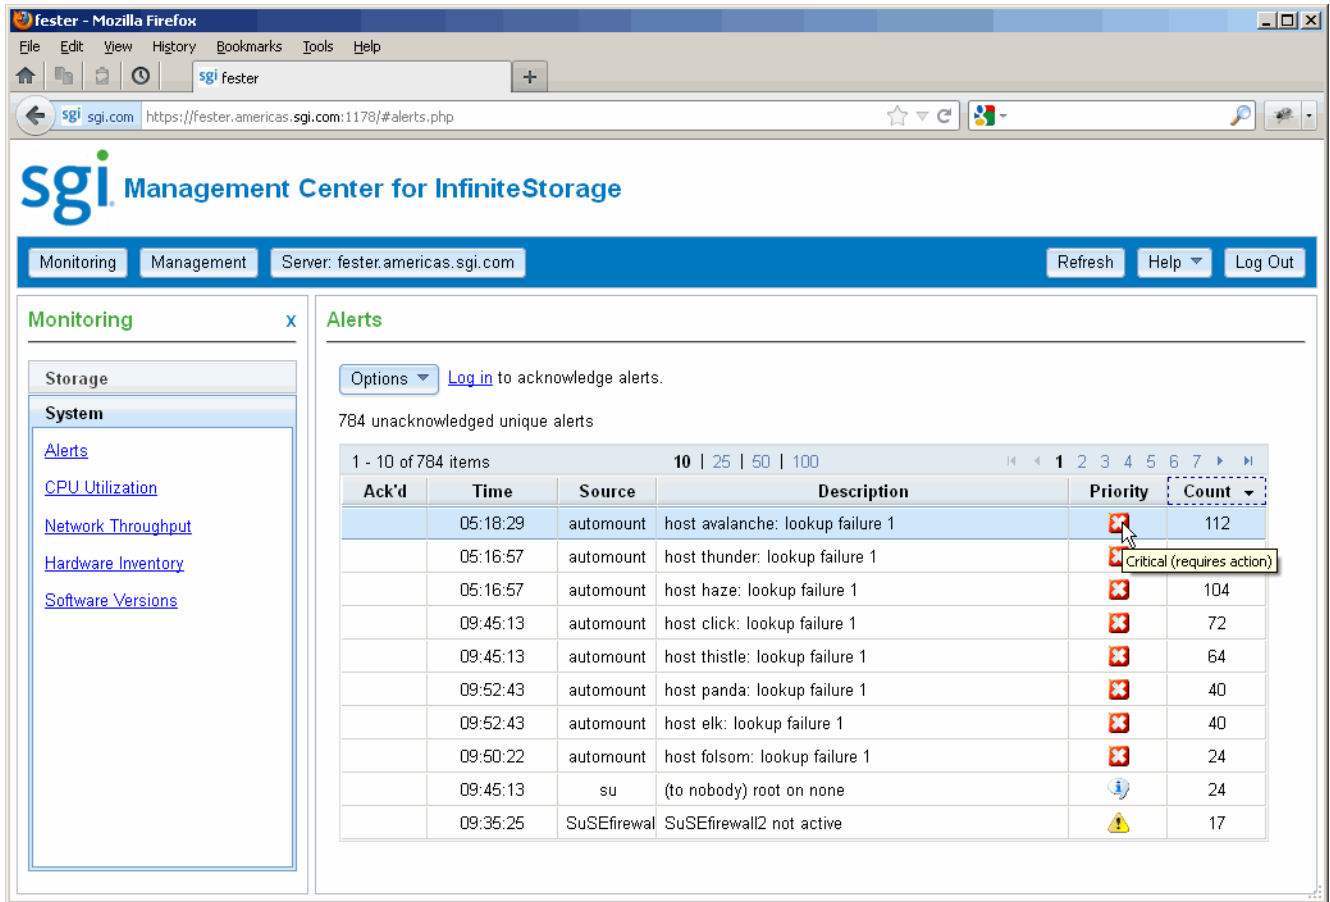 fester - Mozilla Firefox
File Edit View History Bookmarks Tools Help
sgi fester
sgi sgi.com https://fester.americas.sgi.com:1178/#alerts.php
sgi Management Center for InfiniteStorage
Monitoring Management Server: fester.americas.sgi.com Refresh Help Log Out
Monitoring x
Storage
System
Alerts
CPU Utilization
Network Throughput
Hardware Inventory
Software Versions
Alerts
Options Log in to acknowledge alerts.
784 unacknowledged unique alerts
1 - 10 of 784 items 10 | 25 | 50 | 100 1 2 3 4 5 6 7
Ack'd Time Source Description Priority Count
05:18:29 automount host avalanche: lookup failure 1 112
05:16:57 automount host thunder: lookup failure 1
Critical (requires action)
05:16:57 automount host haze: lookup failure 1 104
09:45:13 automount host click: lookup failure 1 72
09:45:13 automount host thistle: lookup failure 1 64
09:52:43 automount host panda: lookup failure 1 40
09:52:43 automount host elk: lookup failure 1 40
09:50:22 automount host folsom: lookup failure 1 24
09:45:13 su (to nobody) root on none 24
09:35:25 SuSEfirewal SuSEfirewall2 not active 17